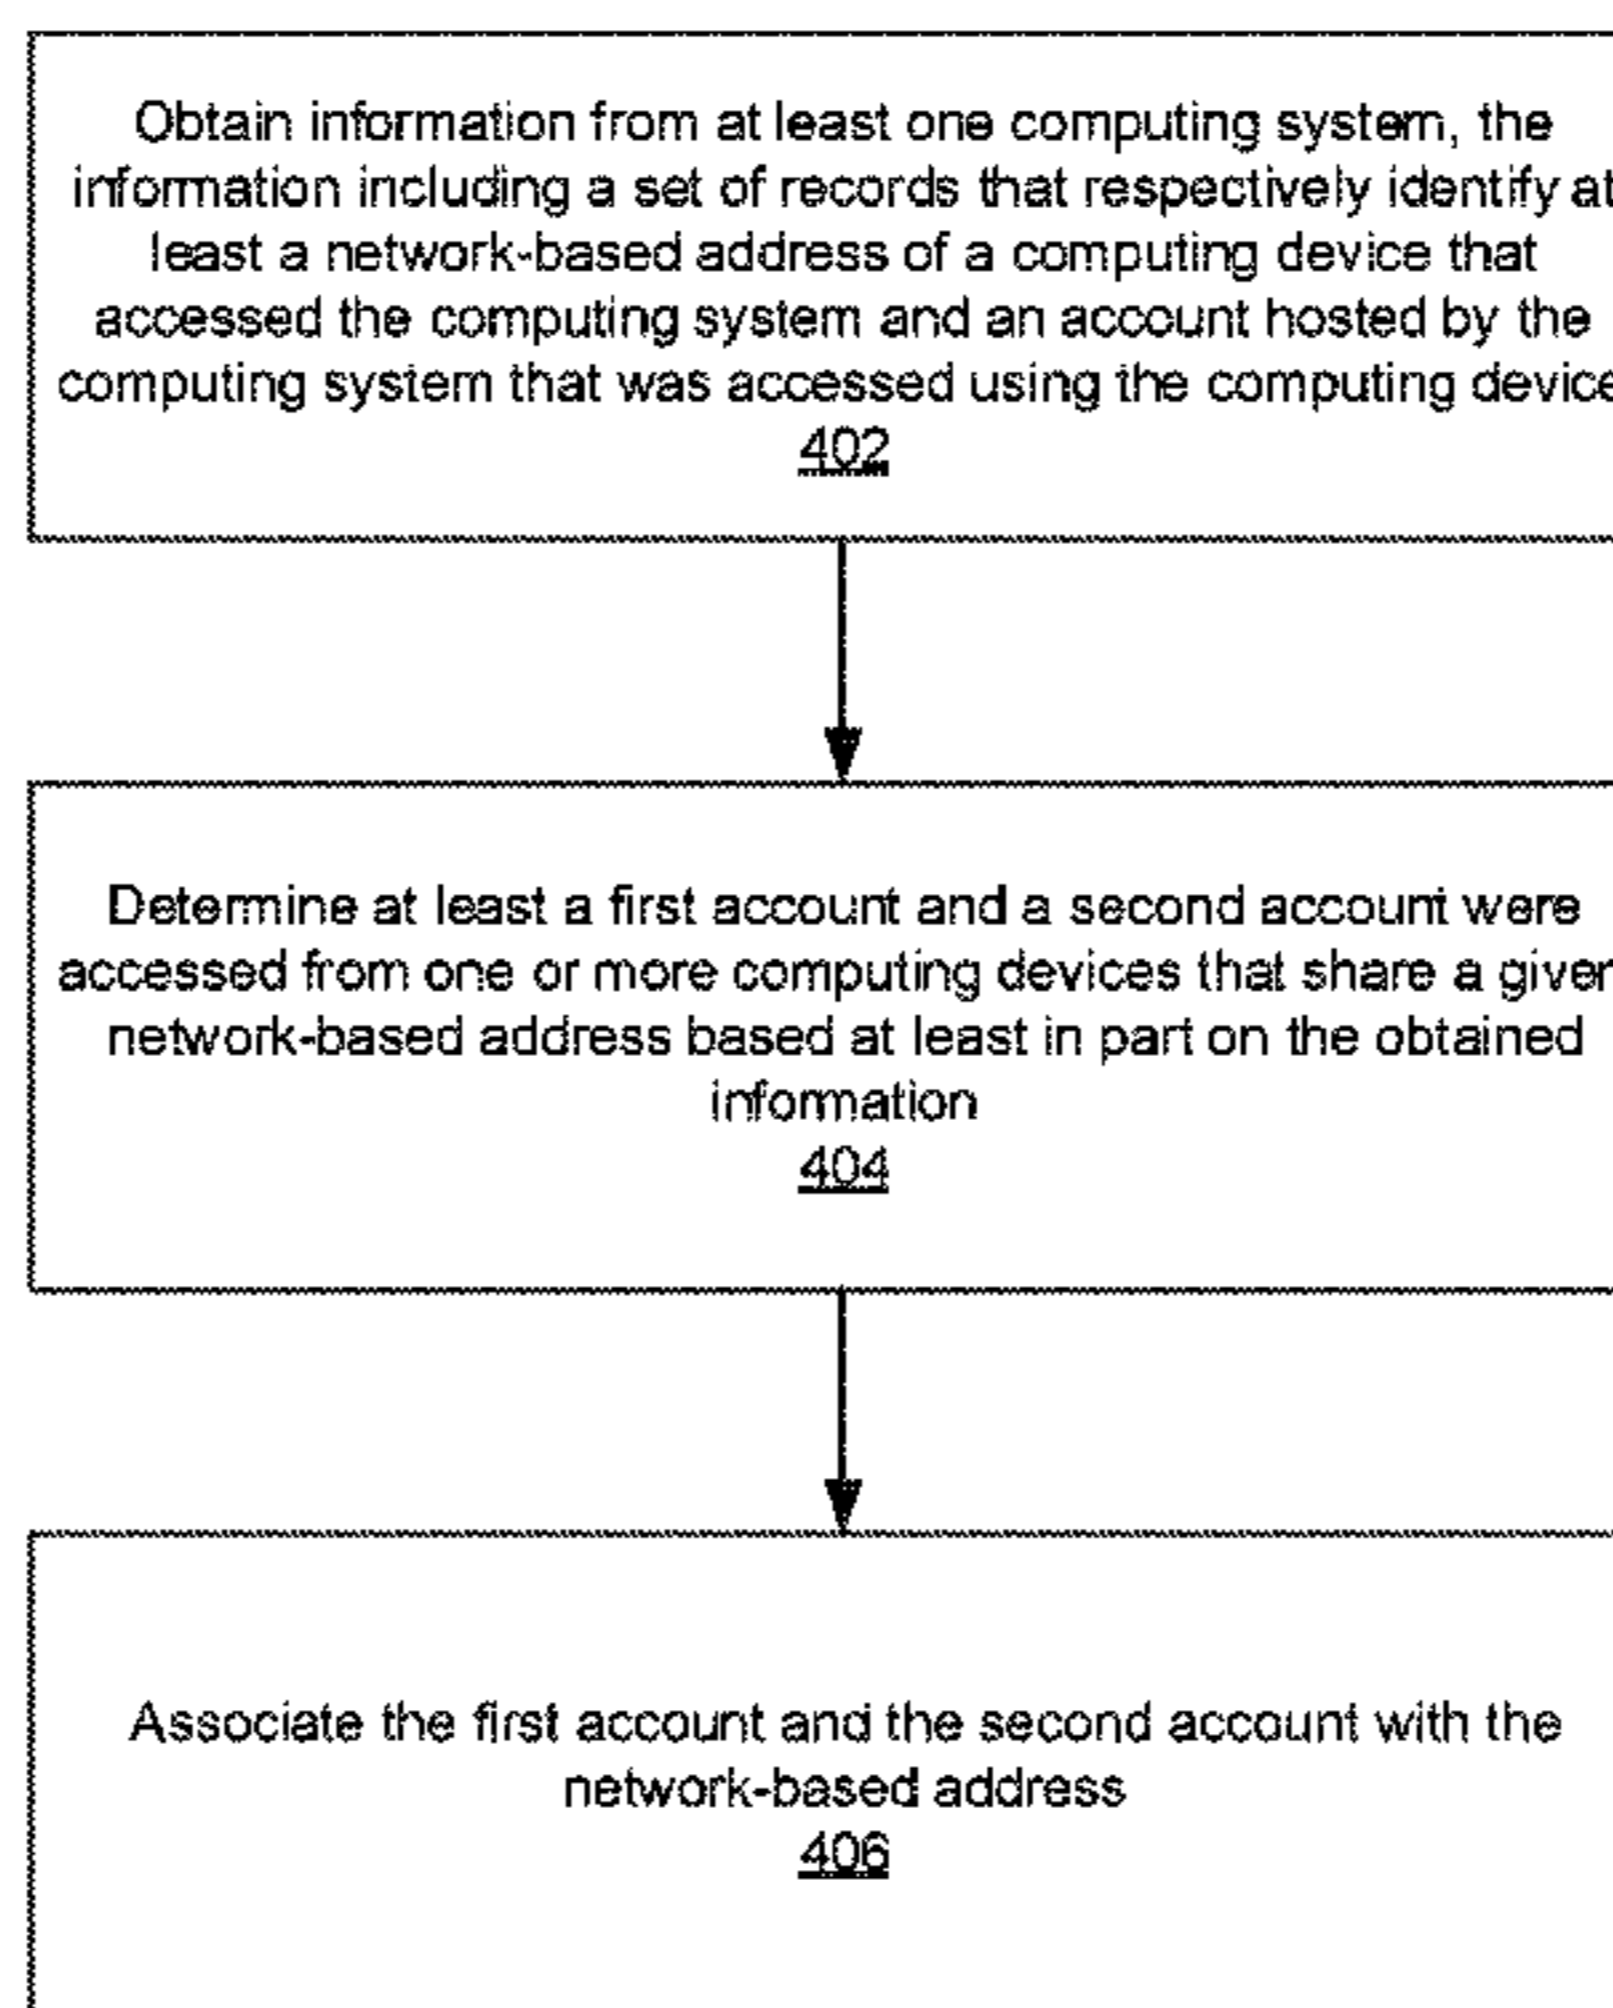 Obtain information from at least one computing system, the
information including a set of records that respectively identify at
least a network-based address of a computing device that
accessed the computing system and an account hosted by the
computing system that was accessed using the computing device
402
Determine at least a first account and a second account were
accessed from one or more computing devices that share a given
network-based address based at least in part on the obtained
information
404
Associate the first account and the second account with the
network-based address
406